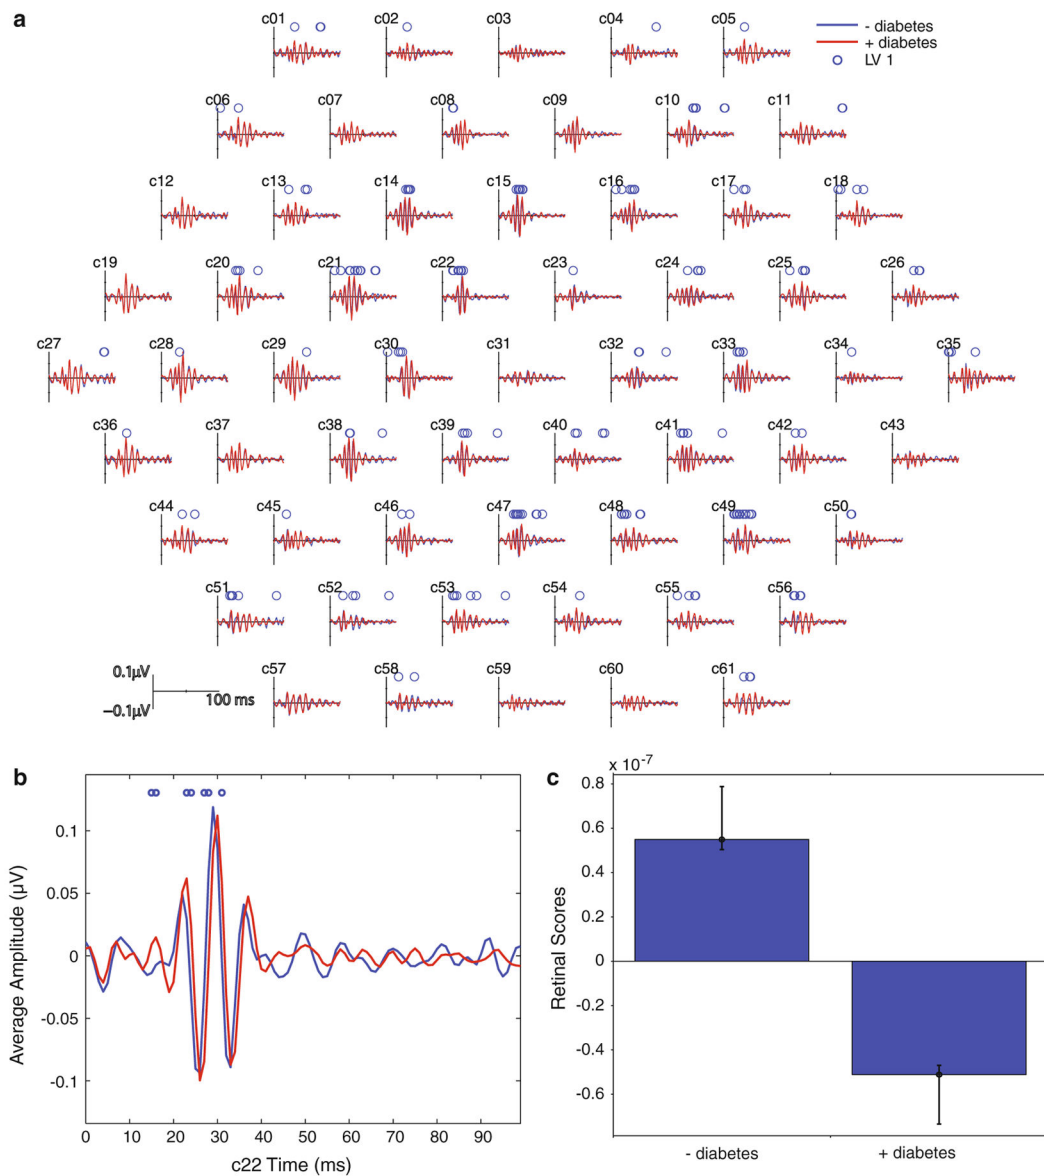 a
c01 c02 c03 c04 c05
- diabetes
+ diabetes
LV 1
c06 c07 c08 c09 c10 c11
c12 c13 c14 c15 c16 c17 c18
c19 c20 c21 c22 c23 c24 c25 c26
c27 c28 c29 c30 c31 c32 c33 c34 c35
c36 c37 c38 c39 c40 c41 c42 c43
c44 c45 c46 c47 c48 c49 c50
c51 c52 c53 c54 c55 c56
c57 c58 c59 c60 c61
0.1µV
100 ms
−0.1µV
b
0.1
0.05
0
-0.05
-0.1
Average Amplitude (µV)
0 10 20 30 40 50 60 70 80 90
c22 Time (ms)
c
x 10⁻⁷
0.8
0.6
0.4
0.2
0
-0.2
-0.4
-0.6
Retinal Scores
- diabetes + diabetes